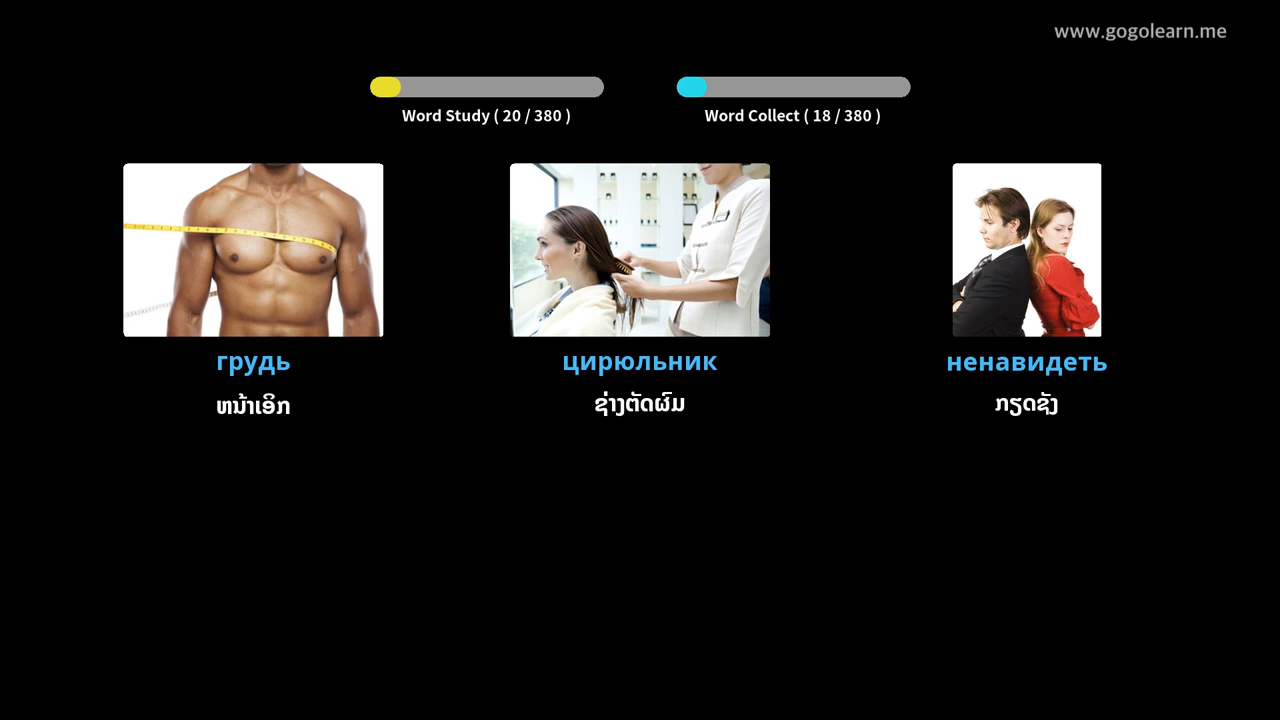 www.gogolearn.me
Word Study ( 20 / 380 )
Word Collect ( 18 / 380 )
грудь
цирюльник
ненавидеть
ຫນ້າເອິກ
ຊ່າງຕັດຜົມ
ກຽດຊັງ